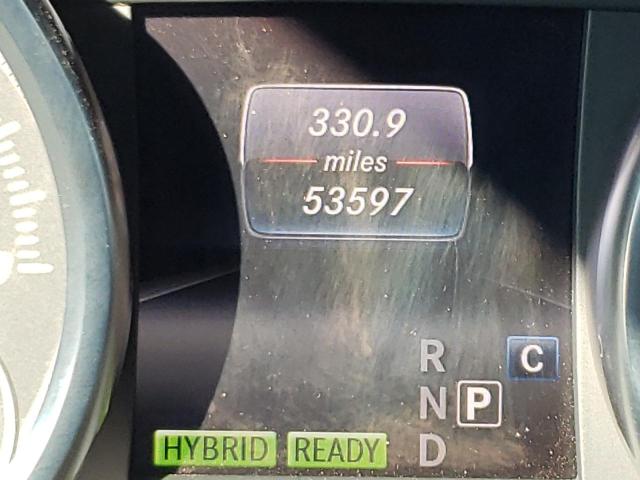 330.9
miles
53597
R C
N P
D
HYBRID READY